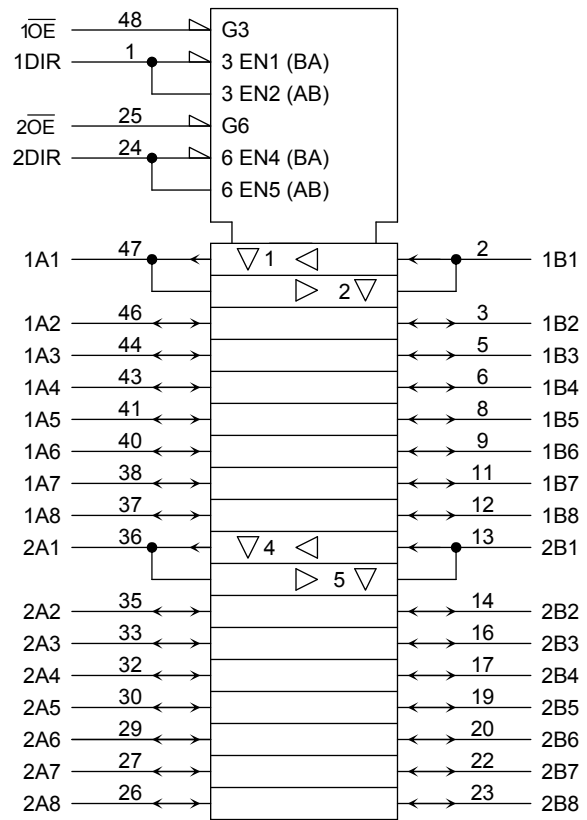 1OE 48 G3
1DIR 1 3 EN1 (BA)
3 EN2 (AB)
2OE 25 G6
2DIR 24 6 EN4 (BA)
6 EN5 (AB)
1A1 47 1 2 1B1
2
1A2 46 3 1B2
1A3 44 5 1B3
1A4 43 6 1B4
1A5 41 8 1B5
1A6 40 9 1B6
1A7 38 11 1B7
1A8 37 12 1B8
2A1 36 4 13 2B1
5
2A2 35 14 2B2
2A3 33 16 2B3
2A4 32 17 2B4
2A5 30 19 2B5
2A6 29 20 2B6
2A7 27 22 2B7
2A8 26 23 2B8